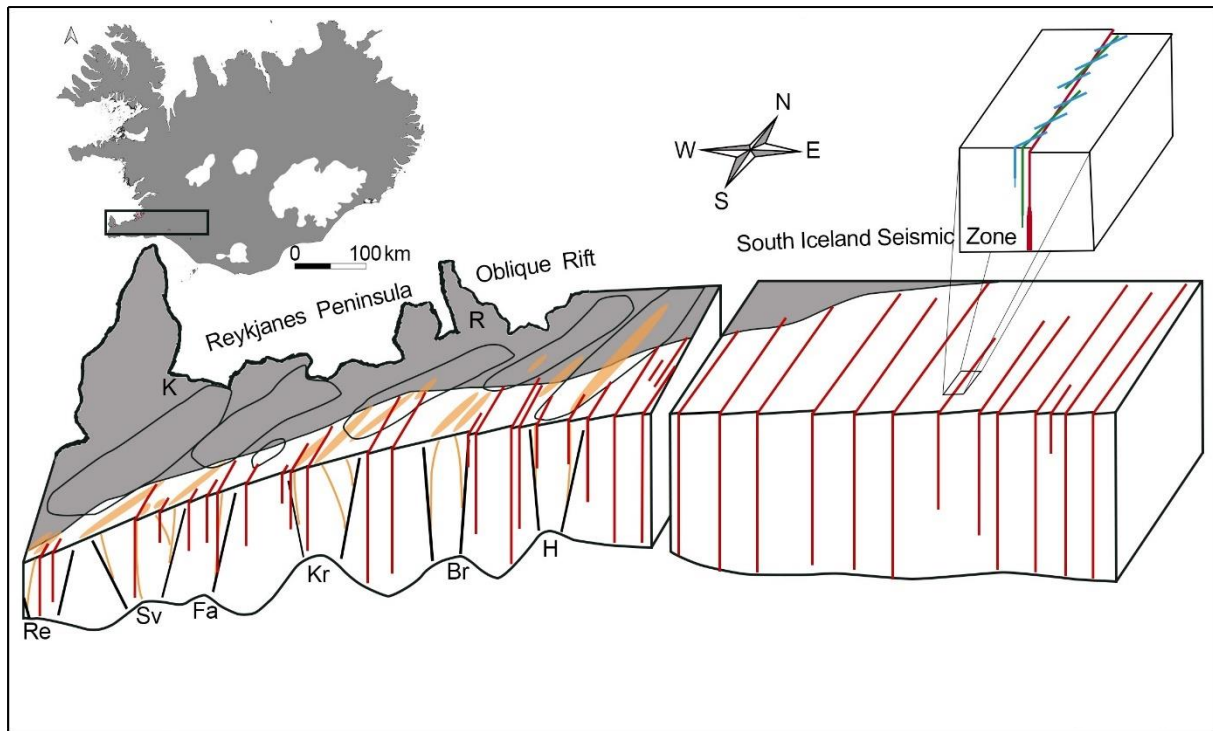 N
W E
S
0 100 km
South Iceland Seismic Zone
Oblique Rift
Reykjanes Peninsula
R
K
H
Br
Kr
Fa
Sv
Re